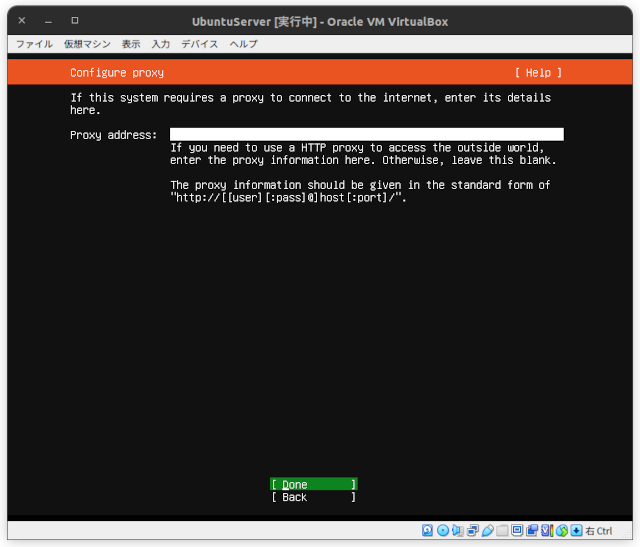 UbuntuServer [実行中] - Oracle VM VirtualBox
ファイル 仮想マシン 表示 入力 デバイス ヘルプ
Configure proxy [ Help ]
If this system requires a proxy to connect to the internet, enter its details
here.
Proxy address:
If you need to use a HTTP proxy to access the outside world,
enter the proxy information here. Otherwise, leave this blank.
The proxy information should be given in the standard form of
"http://[[user][:pass]@]host[:port]/".
[ Done ]
[ Back ]
右 Ctrl